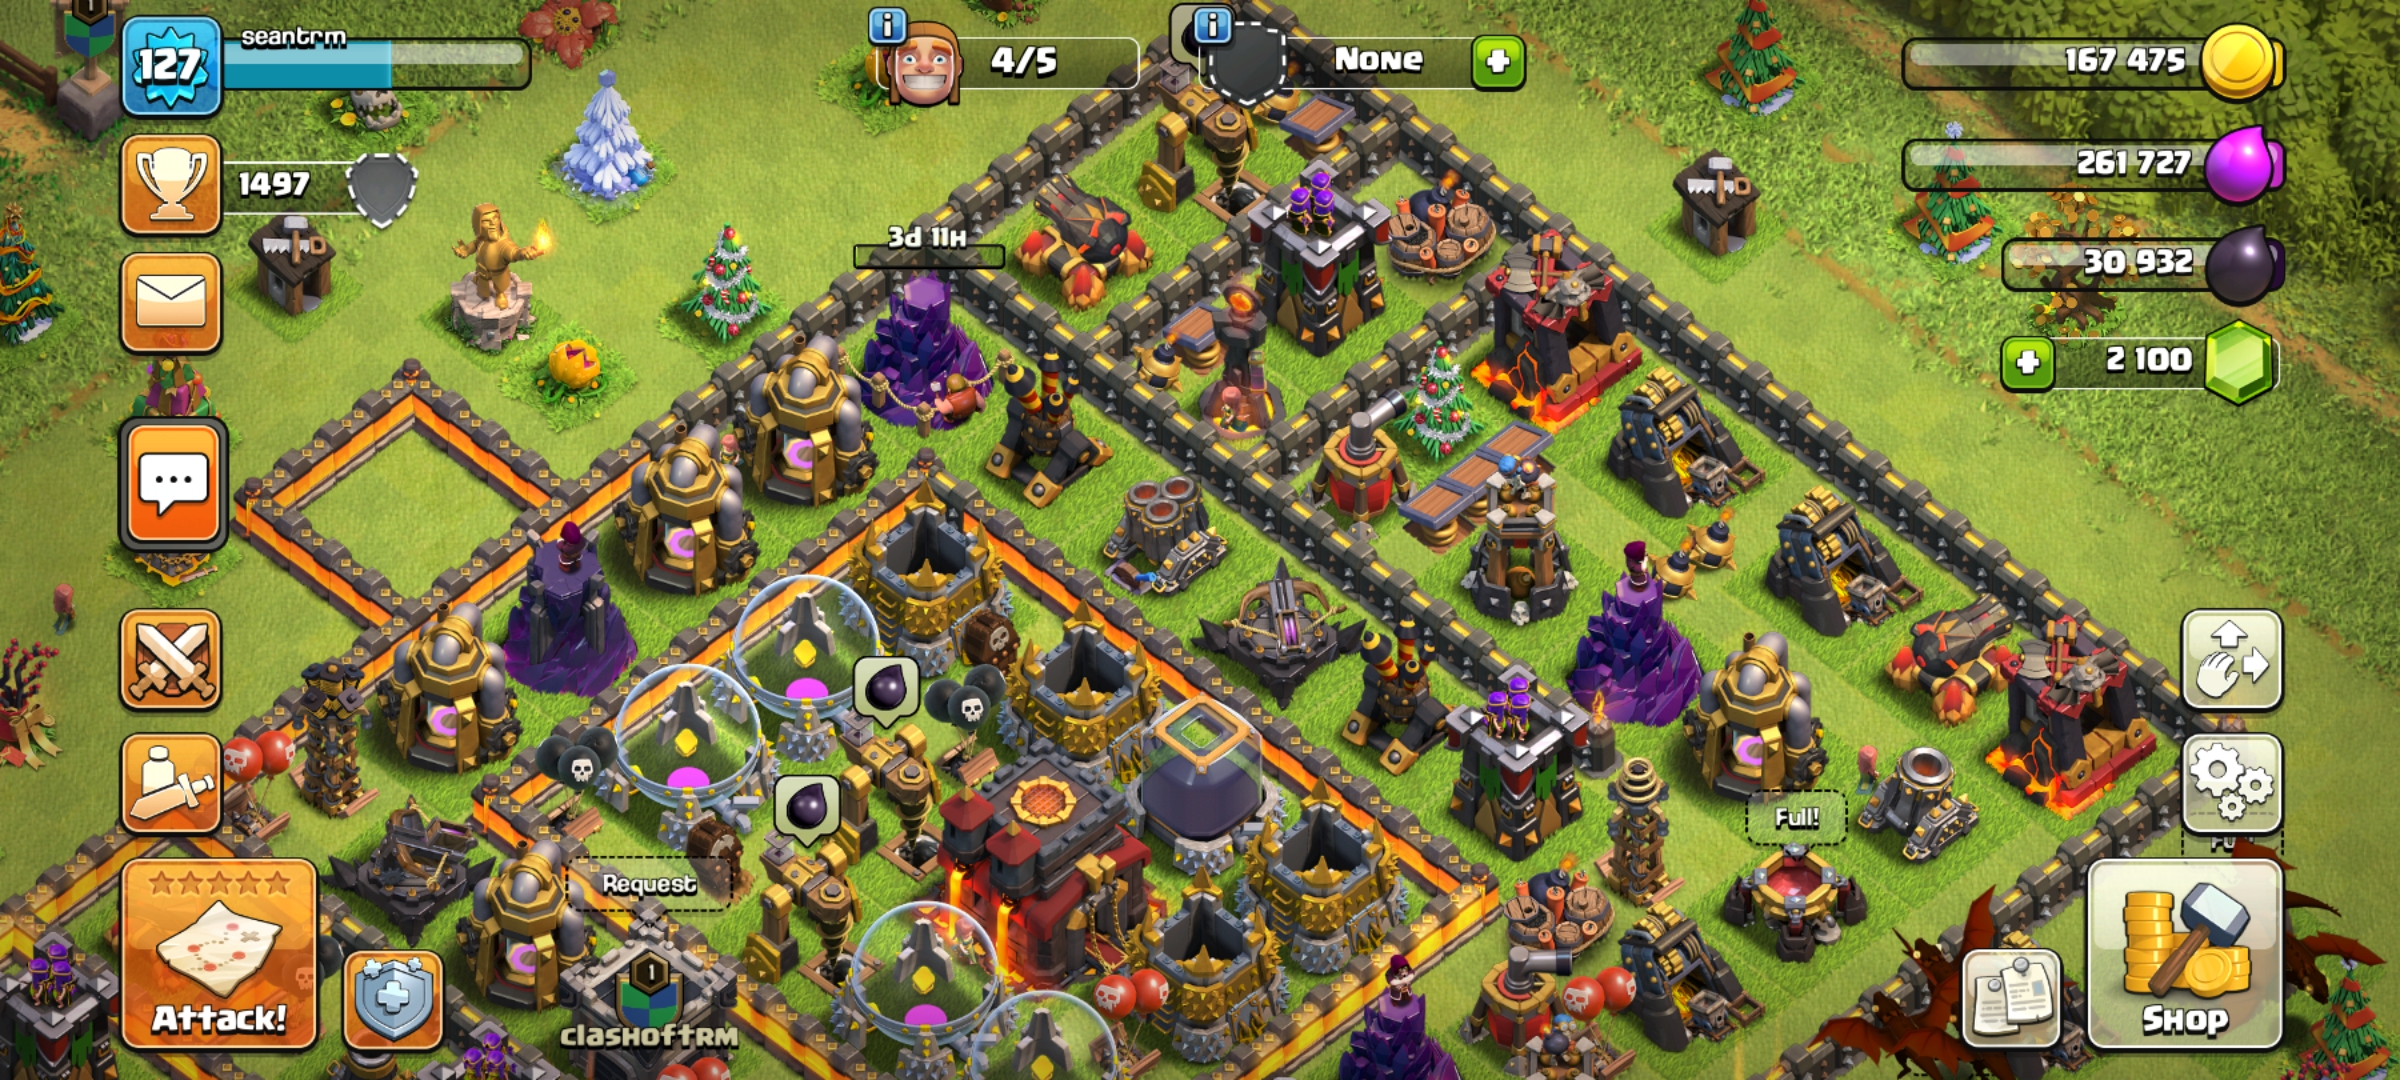 1
127
seantrm
i
4/5
i
None
167 475
1497
261 727
3d 11H
30 932
2 100
Full!
Request
1
clashoftrm
Attack!
Shop